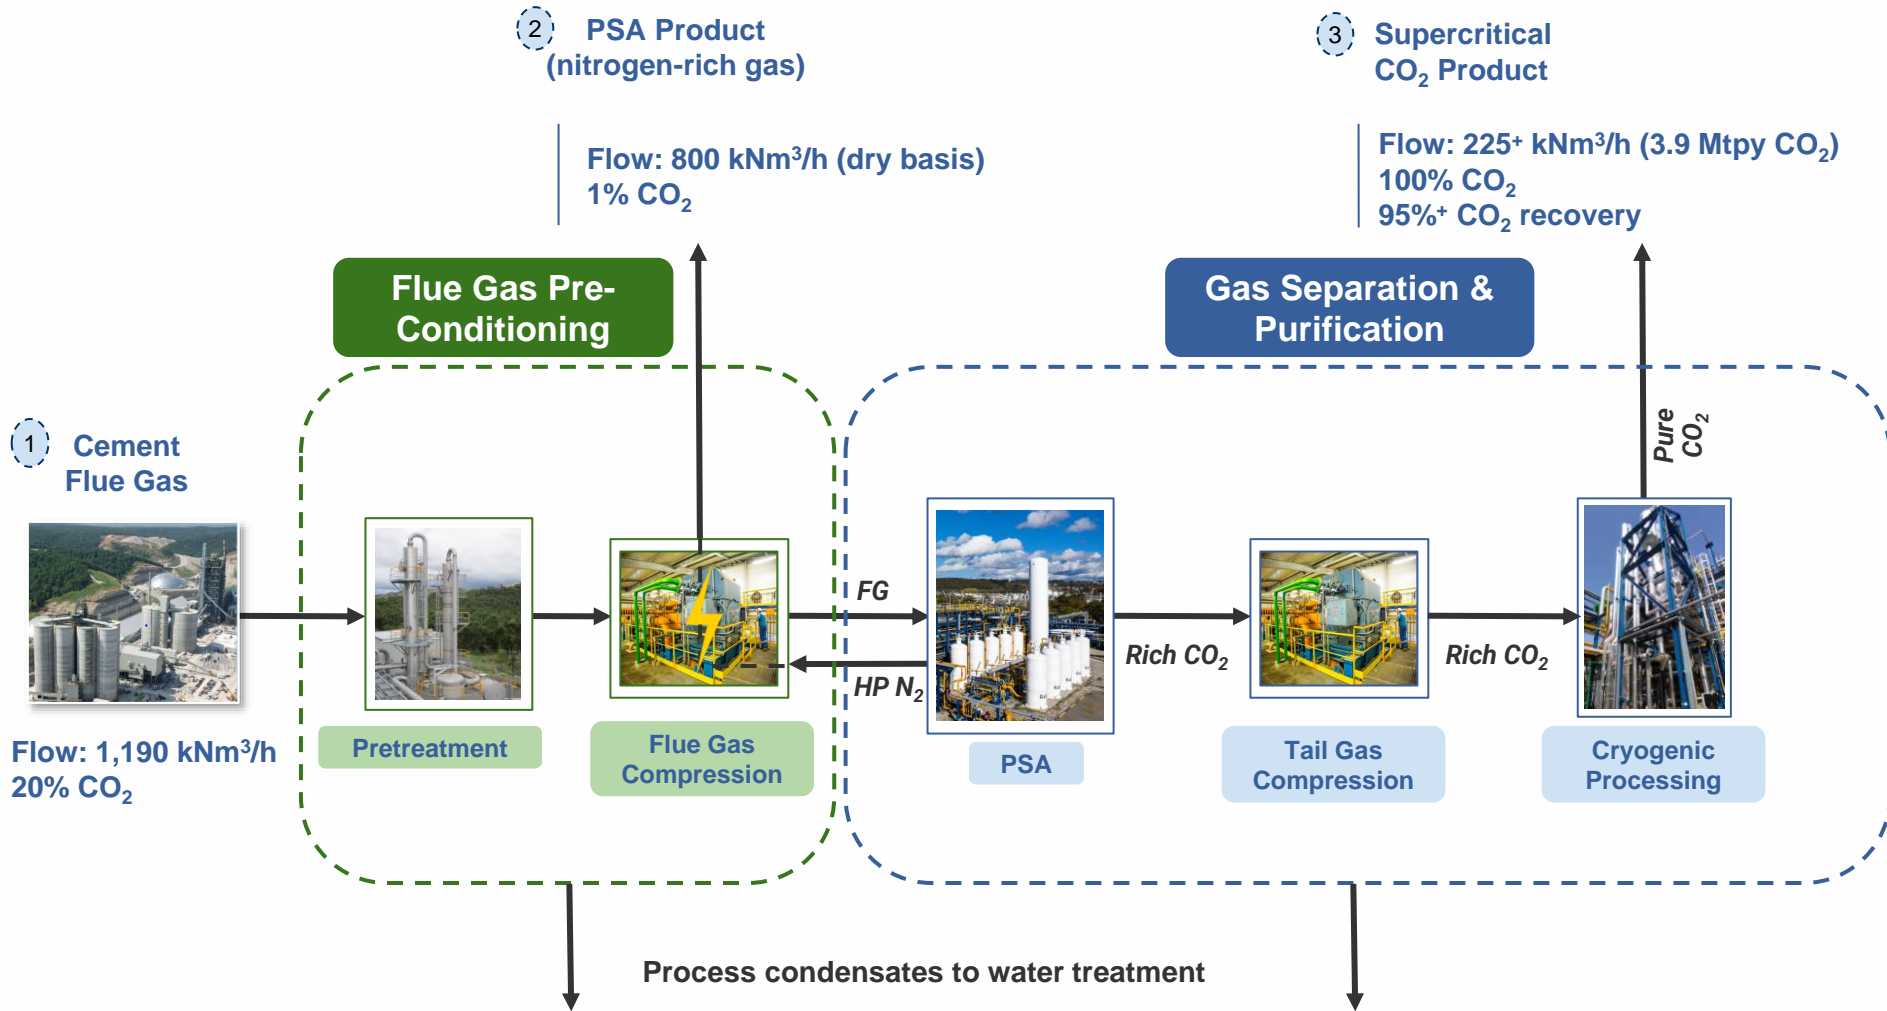 2
PSA Product
(nitrogen-rich gas)
Flow: 800 kNm³/h (dry basis)
1% CO₂
3
Supercritical
CO₂ Product
Flow: 225⁺ kNm³/h (3.9 Mtpy CO₂)
100% CO₂
95%⁺ CO₂ recovery
Flue Gas Pre-
Conditioning
Gas Separation &
Purification
1
Cement
Flue Gas
Flow: 1,190 kNm³/h
20% CO₂
Pretreatment
Flue Gas
Compression
FG
HP N₂
PSA
Rich CO₂
Tail Gas
Compression
Rich CO₂
Pure
CO₂
Cryogenic
Processing
Process condensates to water treatment